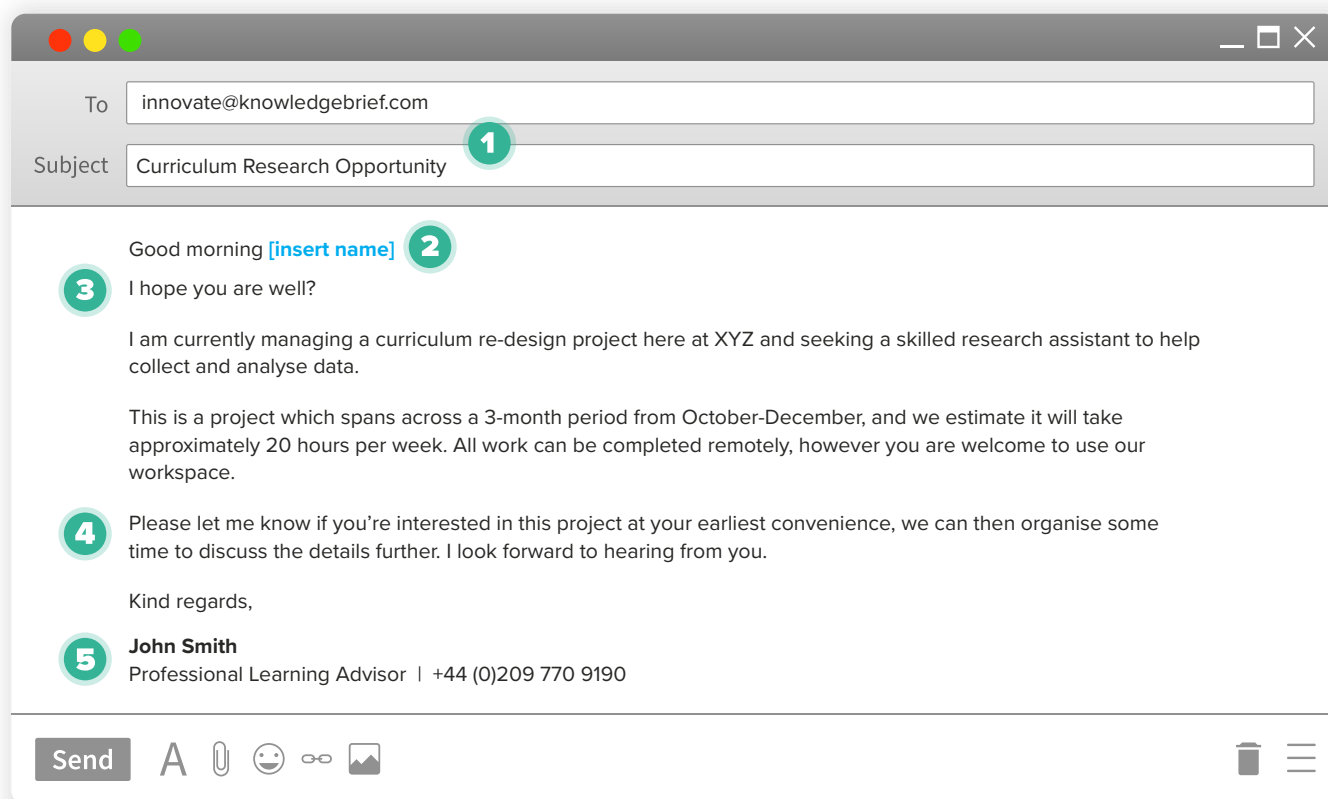 To innovate@knowledgebrief.com
1
Subject Curriculum Research Opportunity
Good morning [insert name] 2
3 I hope you are well?
I am currently managing a curriculum re-design project here at XYZ and seeking a skilled research assistant to help
collect and analyse data.
This is a project which spans across a 3-month period from October-December, and we estimate it will take
approximately 20 hours per week. All work can be completed remotely, however you are welcome to use our
workspace.
4 Please let me know if you’re interested in this project at your earliest convenience, we can then organise some
time to discuss the details further. I look forward to hearing from you.
Kind regards,
5 John Smith
Professional Learning Advisor | +44 (0)209 770 9190
Send A